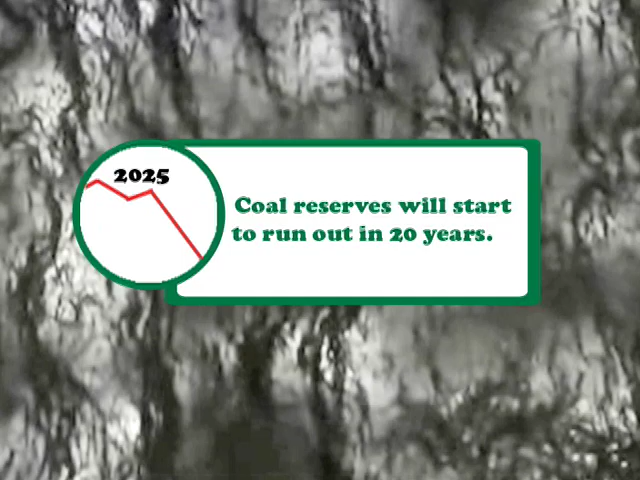 2025
Coal reserves will start
to run out in 20 years.